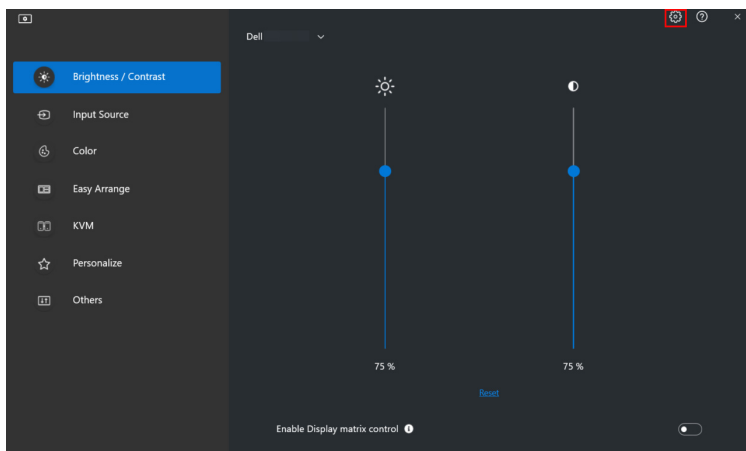 Dell
Brightness / Contrast
Input Source
Color
Easy Arrange
KVM
Personalize
Others
75 %
75 %
Reset
Enable Display matrix control